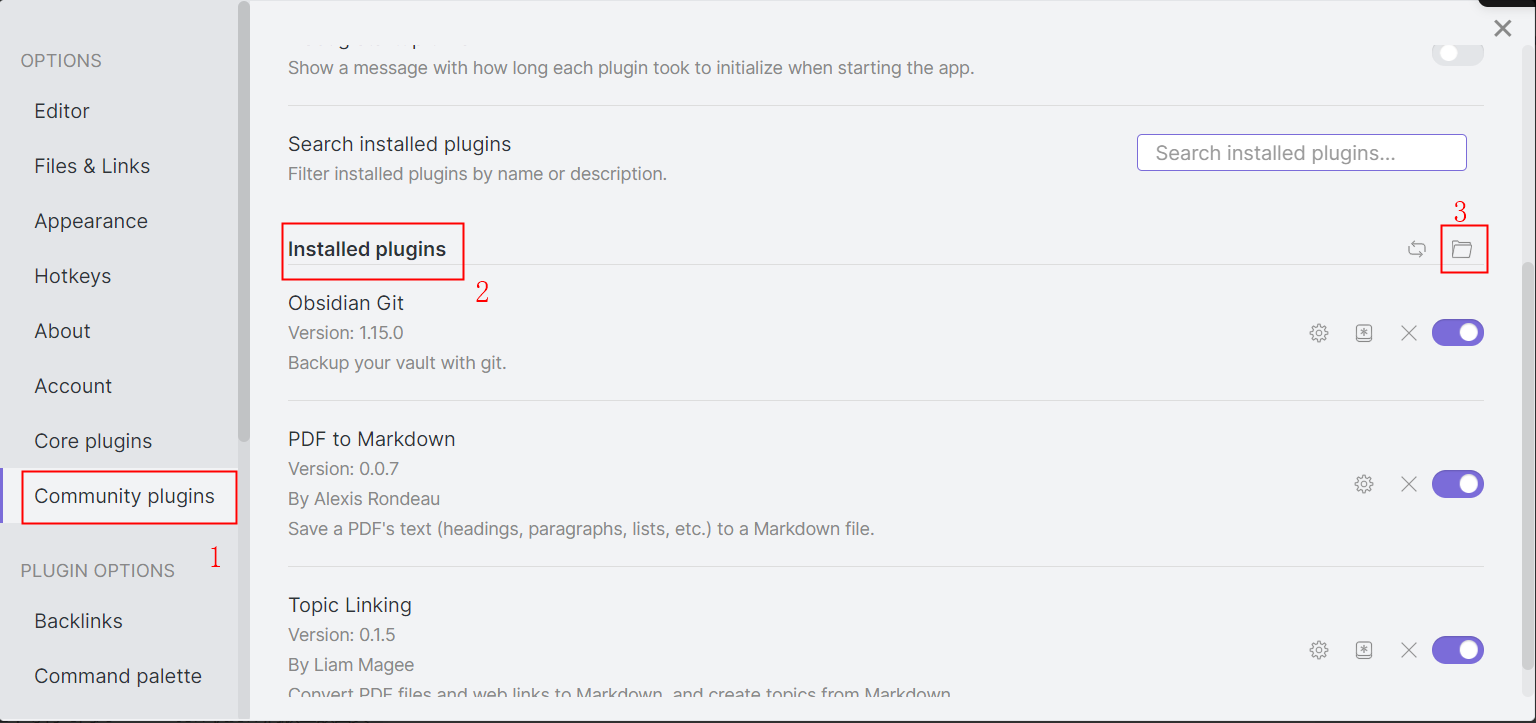 OPTIONS
Editor
Files & Links
Appearance
Hotkeys
About
Account
Core plugins
Community plugins
1
PLUGIN OPTIONS
Backlinks
Command palette
Show a message with how long each plugin took to initialize when starting the app.
Search installed plugins
Filter installed plugins by name or description.
Search installed plugins...
Installed plugins
2
3
Obsidian Git
Version: 1.15.0
Backup your vault with git.
PDF to Markdown
Version: 0.0.7
By Alexis Rondeau
Save a PDF's text (headings, paragraphs, lists, etc.) to a Markdown file.
Topic Linking
Version: 0.1.5
By Liam Magee
Convert PDF files and web links to Markdown, and create topics from Markdown